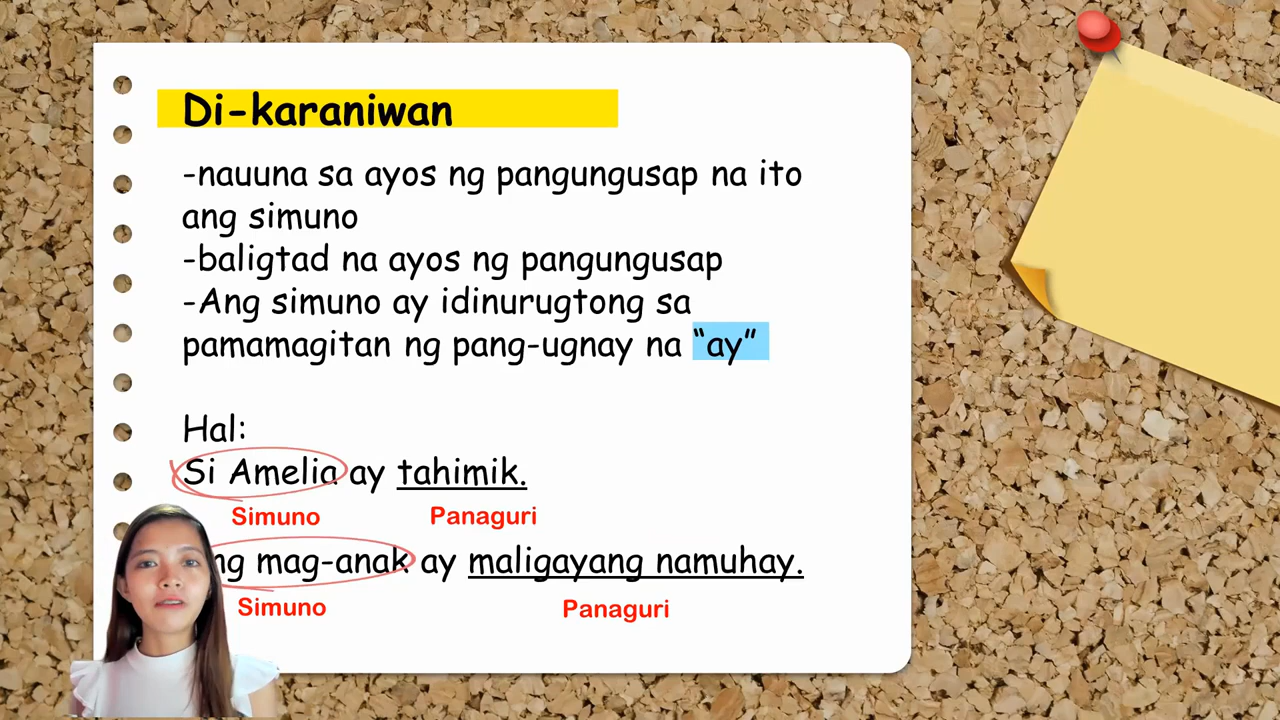 Di-karaniwan
-nauuna sa ayos ng pangungusap na ito
ang simuno
-baligtad na ayos ng pangungusap
-Ang simuno ay idinurugtong sa
pamamagitan ng pang-ugnay na “ay”
Hal:
Si Amelia ay tahimik.
Simuno Panaguri
mag-anak ay maligayang namuhay.
Simuno Panaguri